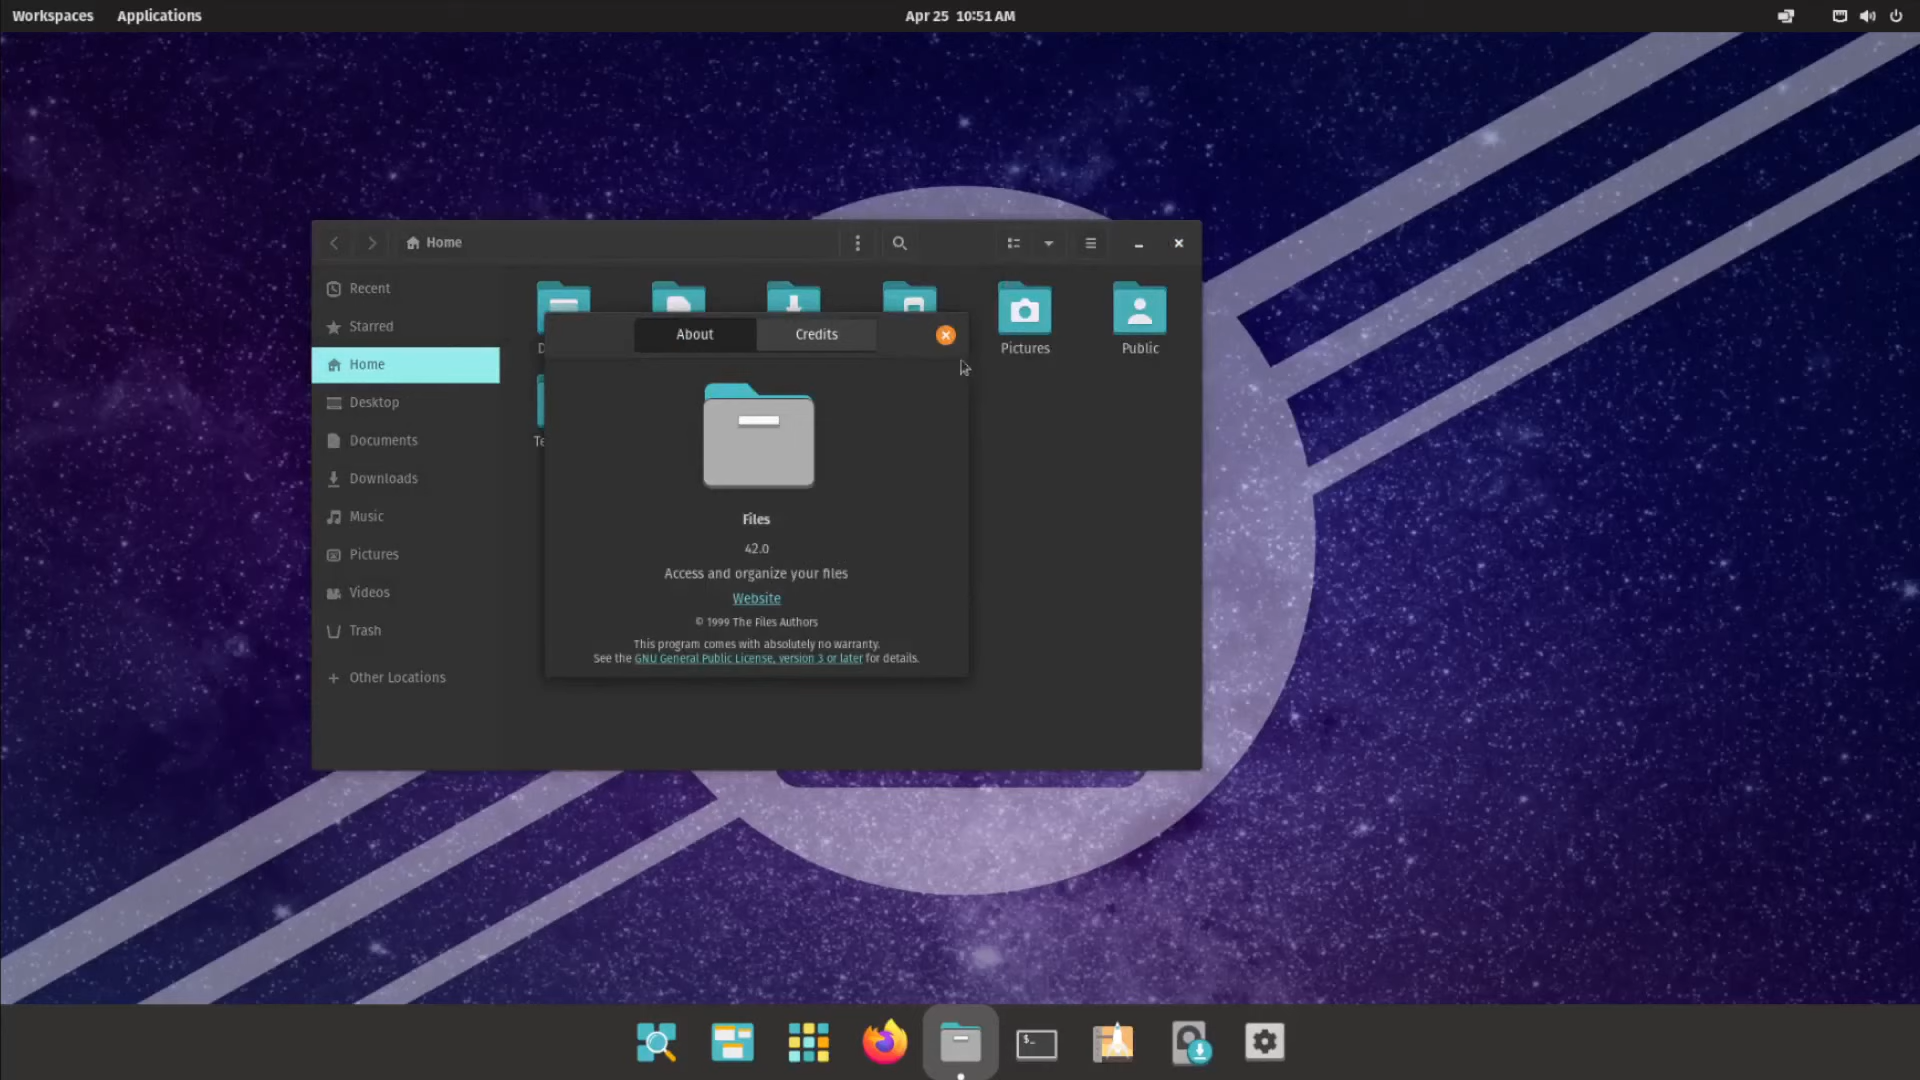 Workspaces
Applications
Apr 25 10:51 AM
Home
Recent
Starred
Home
Desktop
Documents
Downloads
Music
Pictures
Videos
Trash
Other Locations
Pictures
Public
About
Credits
Files
42.0
Access and organize your files
Website
© 1999 The Files Authors
This program comes with absolutely no warranty.
See the GNU General Public License, version 3 or later for details.